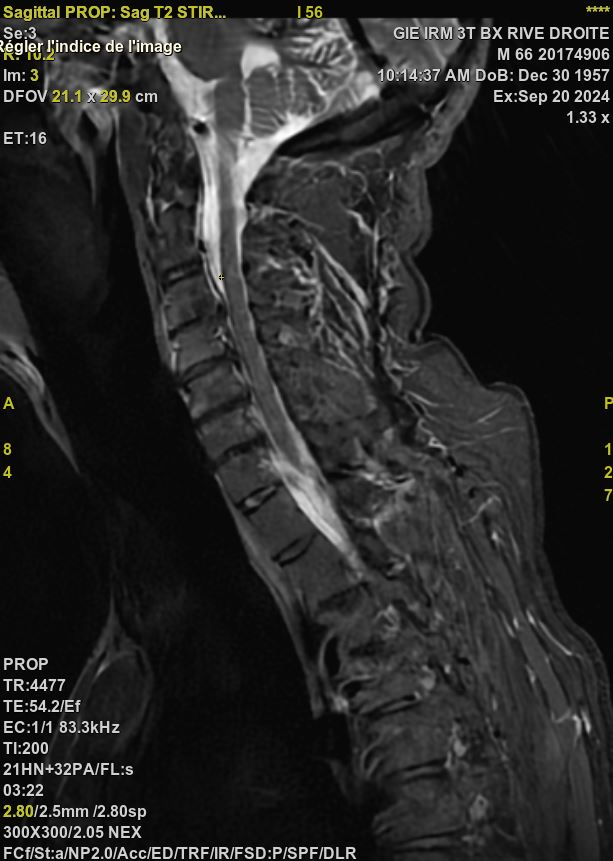 Sagittal PROP: Sag T2 STIR... | 56 ****
Se:3 GIE IRM 3T BX RIVE DROITE
Régler l'indice de l'image
R: 10.2 M 66 20174906
Im: 3 10:14:37 AM DoB: Dec 30 1957
DFOV 21.1 x 29.9 cm Ex:Sep 20 2024
1.33 x
ET:16
A P
8 1
4 2
7
PROP
TR:4477
TE:54.2/Ef
EC:1/1 83.3kHz
TI:200
21HN+32PA/FL:s
03:22
2.80/2.5mm /2.80sp
300X300/2.05 NEX
FCf/St:a/NP2.0/Acc/ED/TRF/IR/FSD:P/SPF/DLR